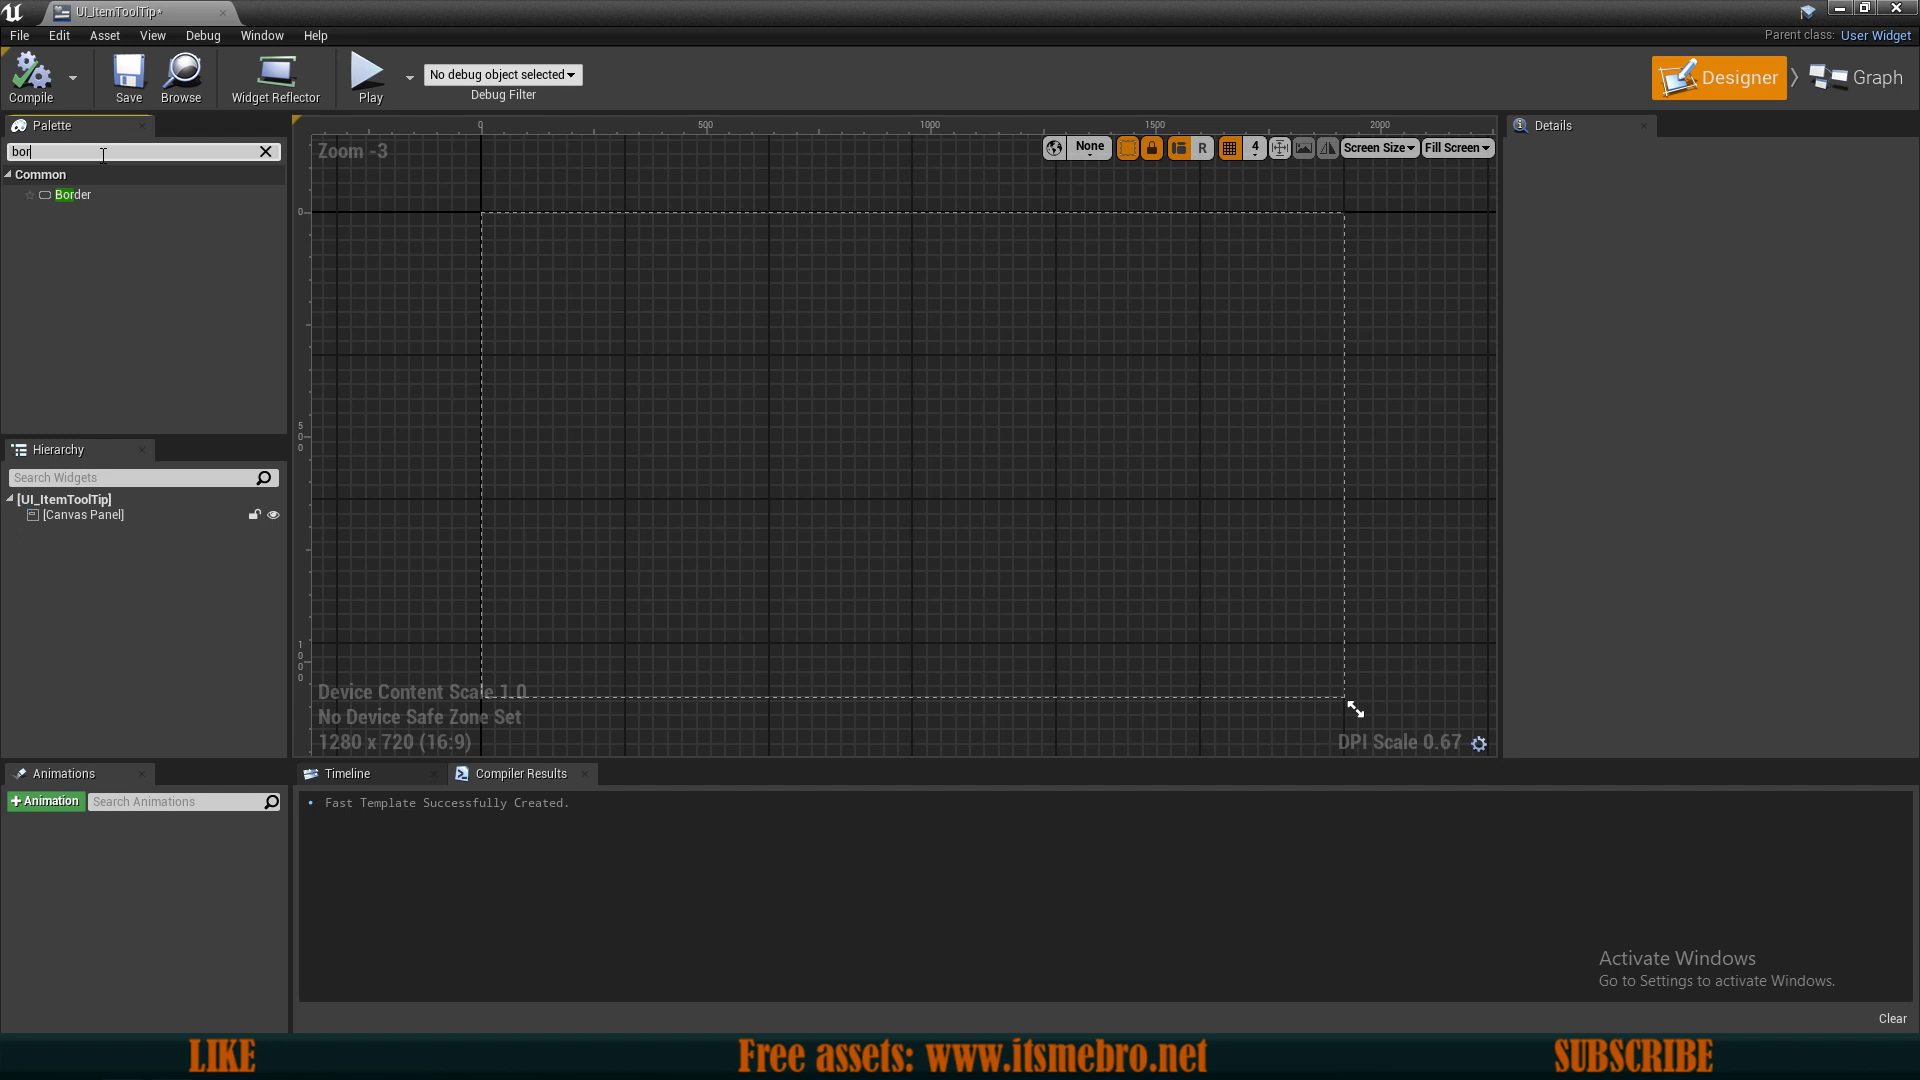 UI_ItemToolTip*
File Edit Asset View Debug Window Help
Parent class: User Widget
Compile Save Browse Widget Reflector Play
No debug object selected
Debug Filter
Designer Graph
Palette
bor
Common
Border
Hierarchy
Search Widgets
[UI_ItemToolTip]
[Canvas Panel]
Animations
+Animation Search Animations
0 500 1000 1500 2000
Zoom -3
None R 4 Screen Size Fill Screen
0
500
1000
Device Content Scale 1.0
No Device Safe Zone Set
1280 x 720 (16:9)
DPI Scale 0.67
Details
Timeline
Compiler Results
• Fast Template Successfully Created.
Activate Windows
Go to Settings to activate Windows.
Clear
LIKE Free assets: www.itsmebro.net SUBSCRIBE